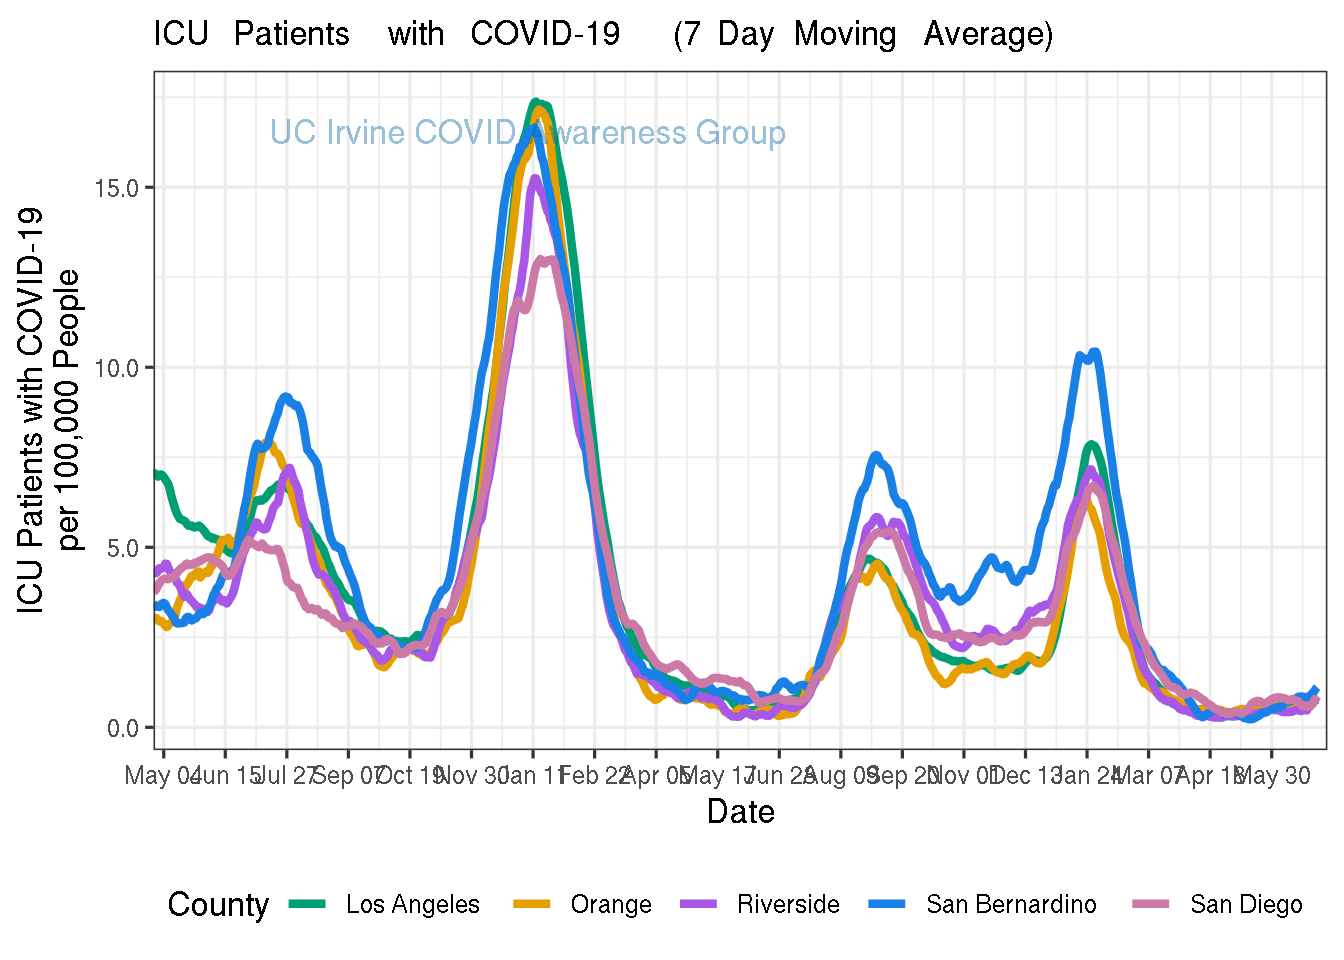 ICU Patients with COVID-19 (7 Day Moving Average)
UC Irvine COVID Awareness Group
ICU Patients with COVID-19
per 100,000 People
15.0
10.0
5.0
0.0
May 04 Jun 15 Jul 27 Sep 07 Oct 19 Nov 30 Jan 11 Feb 22 Apr 05 May 17 Jun 28 Aug 09 Sep 20 Nov 01 Dec 13 Jan 24 Mar 07 Apr 18 May 30
Date
County Los Angeles Orange Riverside San Bernardino San Diego